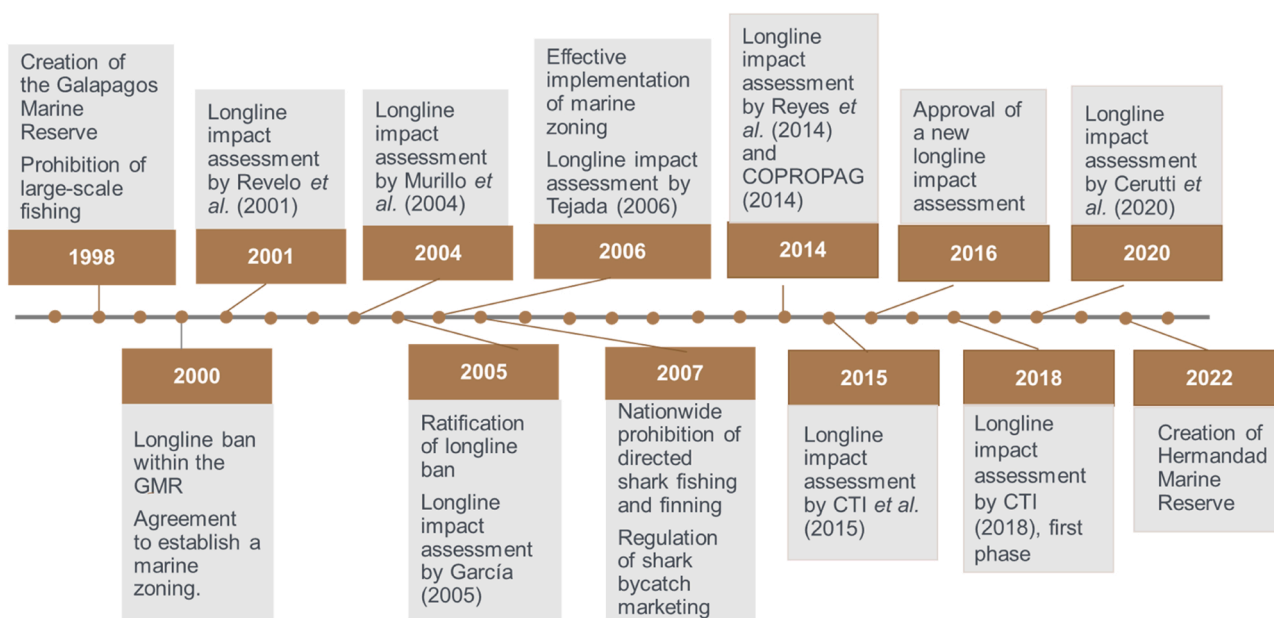 Creation of
the Galapagos
Marine
Reserve
Prohibition of
large-scale
fishing
1998
Longline
impact
assessment
by Revelo et
al. (2001)
2001
Longline
impact
assessment
by Murillo et
al. (2004)
2004
Effective
implementation
of marine
zoning
Longline impact
assessment by
Tejada (2006)
2006
Longline
impact
assessment
by Reyes et
al. (2014)
and
COPROPAG
(2014)
2014
Approval of
a new
longline
impact
assessment
2016
Longline
impact
assessment
by Cerutti et
al. (2020)
2020
2000
Longline ban
within the
GMR
Agreement
to establish a
marine
zoning.
2005
Ratification
of longline
ban
Longline
impact
assessment
by García
(2005)
2007
Nationwide
prohibition of
directed
shark fishing
and finning
Regulation
of shark
bycatch
marketing
2015
Longline
impact
assessment
by CTI et al.
(2015)
2018
Longline
impact
assessment
by CTI
(2018), first
phase
2022
Creation of
Hermandad
Marine
Reserve